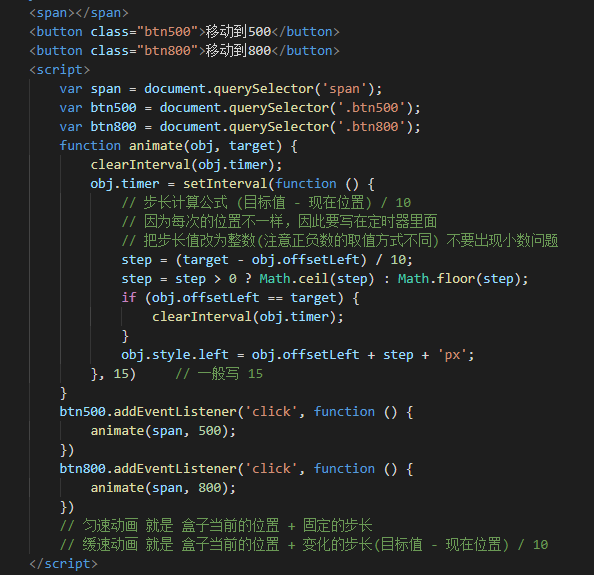 <span></span>
<button class="btn500">移动到500</button>
<button class="btn800">移动到800</button>
<script>
var span = document.querySelector('span');
var btn500 = document.querySelector('.btn500');
var btn800 = document.querySelector('.btn800');
function animate(obj, target) {
clearInterval(obj.timer);
obj.timer = setInterval(function () {
// 步长计算公式 (目标值 - 现在位置) / 10
// 因为每次的位置不一样，因此要写在定时器里面
// 把步长值改为整数(注意正负数的取值方式不同) 不要出现小数问题
step = (target - obj.offsetLeft) / 10;
step = step > 0 ? Math.ceil(step) : Math.floor(step);
if (obj.offsetLeft == target) {
clearInterval(obj.timer);
}
obj.style.left = obj.offsetLeft + step + 'px';
}, 15) // 一般写 15
}
btn500.addEventListener('click', function () {
animate(span, 500);
})
btn800.addEventListener('click', function () {
animate(span, 800);
})
// 匀速动画 就是 盒子当前的位置 + 固定的步长
// 缓速动画 就是 盒子当前的位置 + 变化的步长(目标值 - 现在位置) / 10
</script>